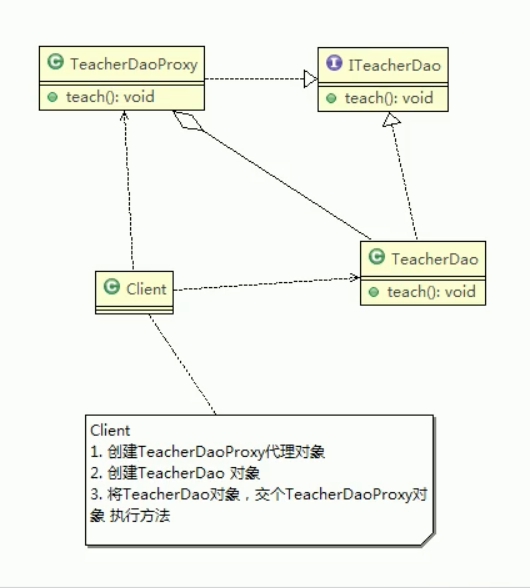 TeacherDaoProxy
teach(): void
ITeacherDao
teach(): void
TeacherDao
teach(): void
Client
Client
1. 创建TeacherDaoProxy代理对象
2. 创建TeacherDao 对象
3. 将TeacherDao对象，交个TeacherDaoProxy对
象 执行方法